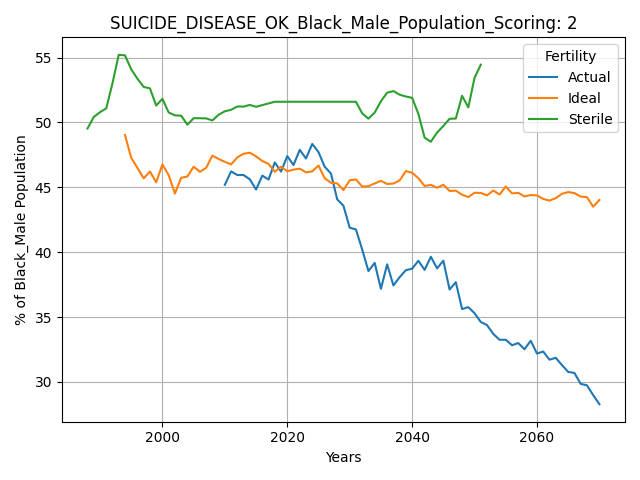 SUICIDE_DISEASE_OK_Black_Male_Population_Scoring: 2
% of Black_Male Population
55
50
45
40
35
30
Fertility
Actual
Ideal
Sterile
2000
2020
2040
2060
Years